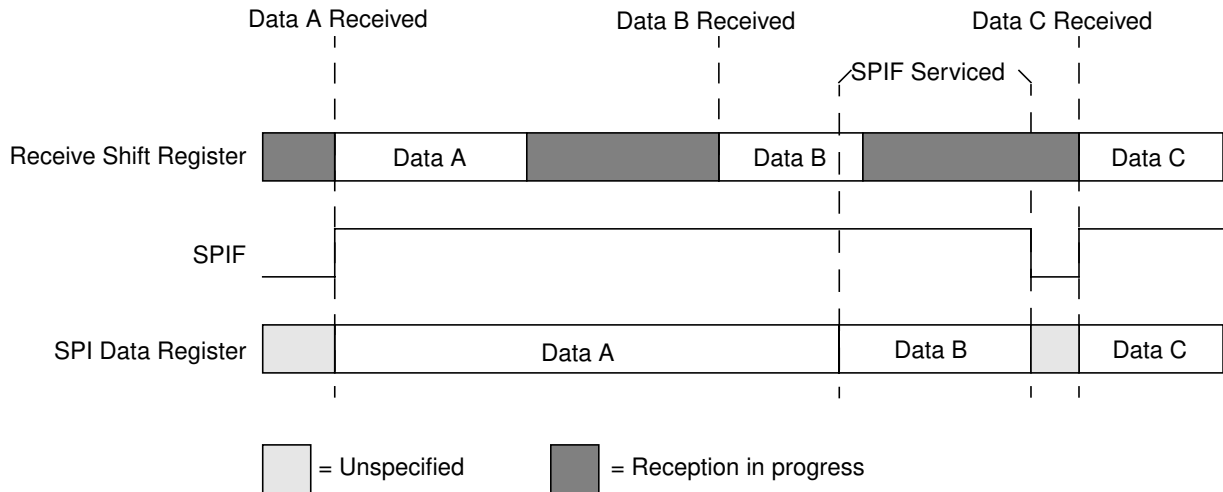 Data A Received
Data B Received
Data C Received
SPIF Serviced
Receive Shift Register
Data A
Data B
Data C
SPIF
SPI Data Register
Data A
Data B
Data C
= Unspecified
= Reception in progress